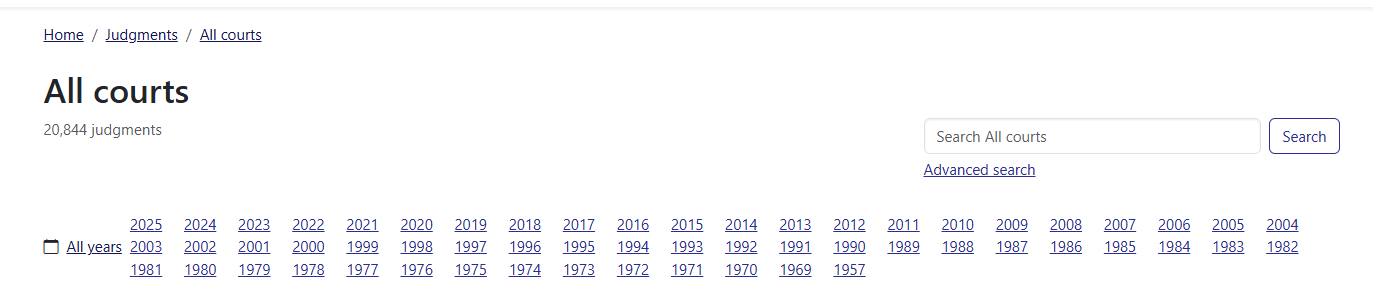 Home / Judgments / All courts
All courts
20,844 judgments
Search All courts
Search
Advanced search
2025 2024 2023 2022 2021 2020 2019 2018 2017 2016 2015 2014 2013 2012 2011 2010 2009 2008 2007 2006 2005 2004
All years 2003 2002 2001 2000 1999 1998 1997 1996 1995 1994 1993 1992 1991 1990 1989 1988 1987 1986 1985 1984 1983 1982
1981 1980 1979 1978 1977 1976 1975 1974 1973 1972 1971 1970 1969 1957